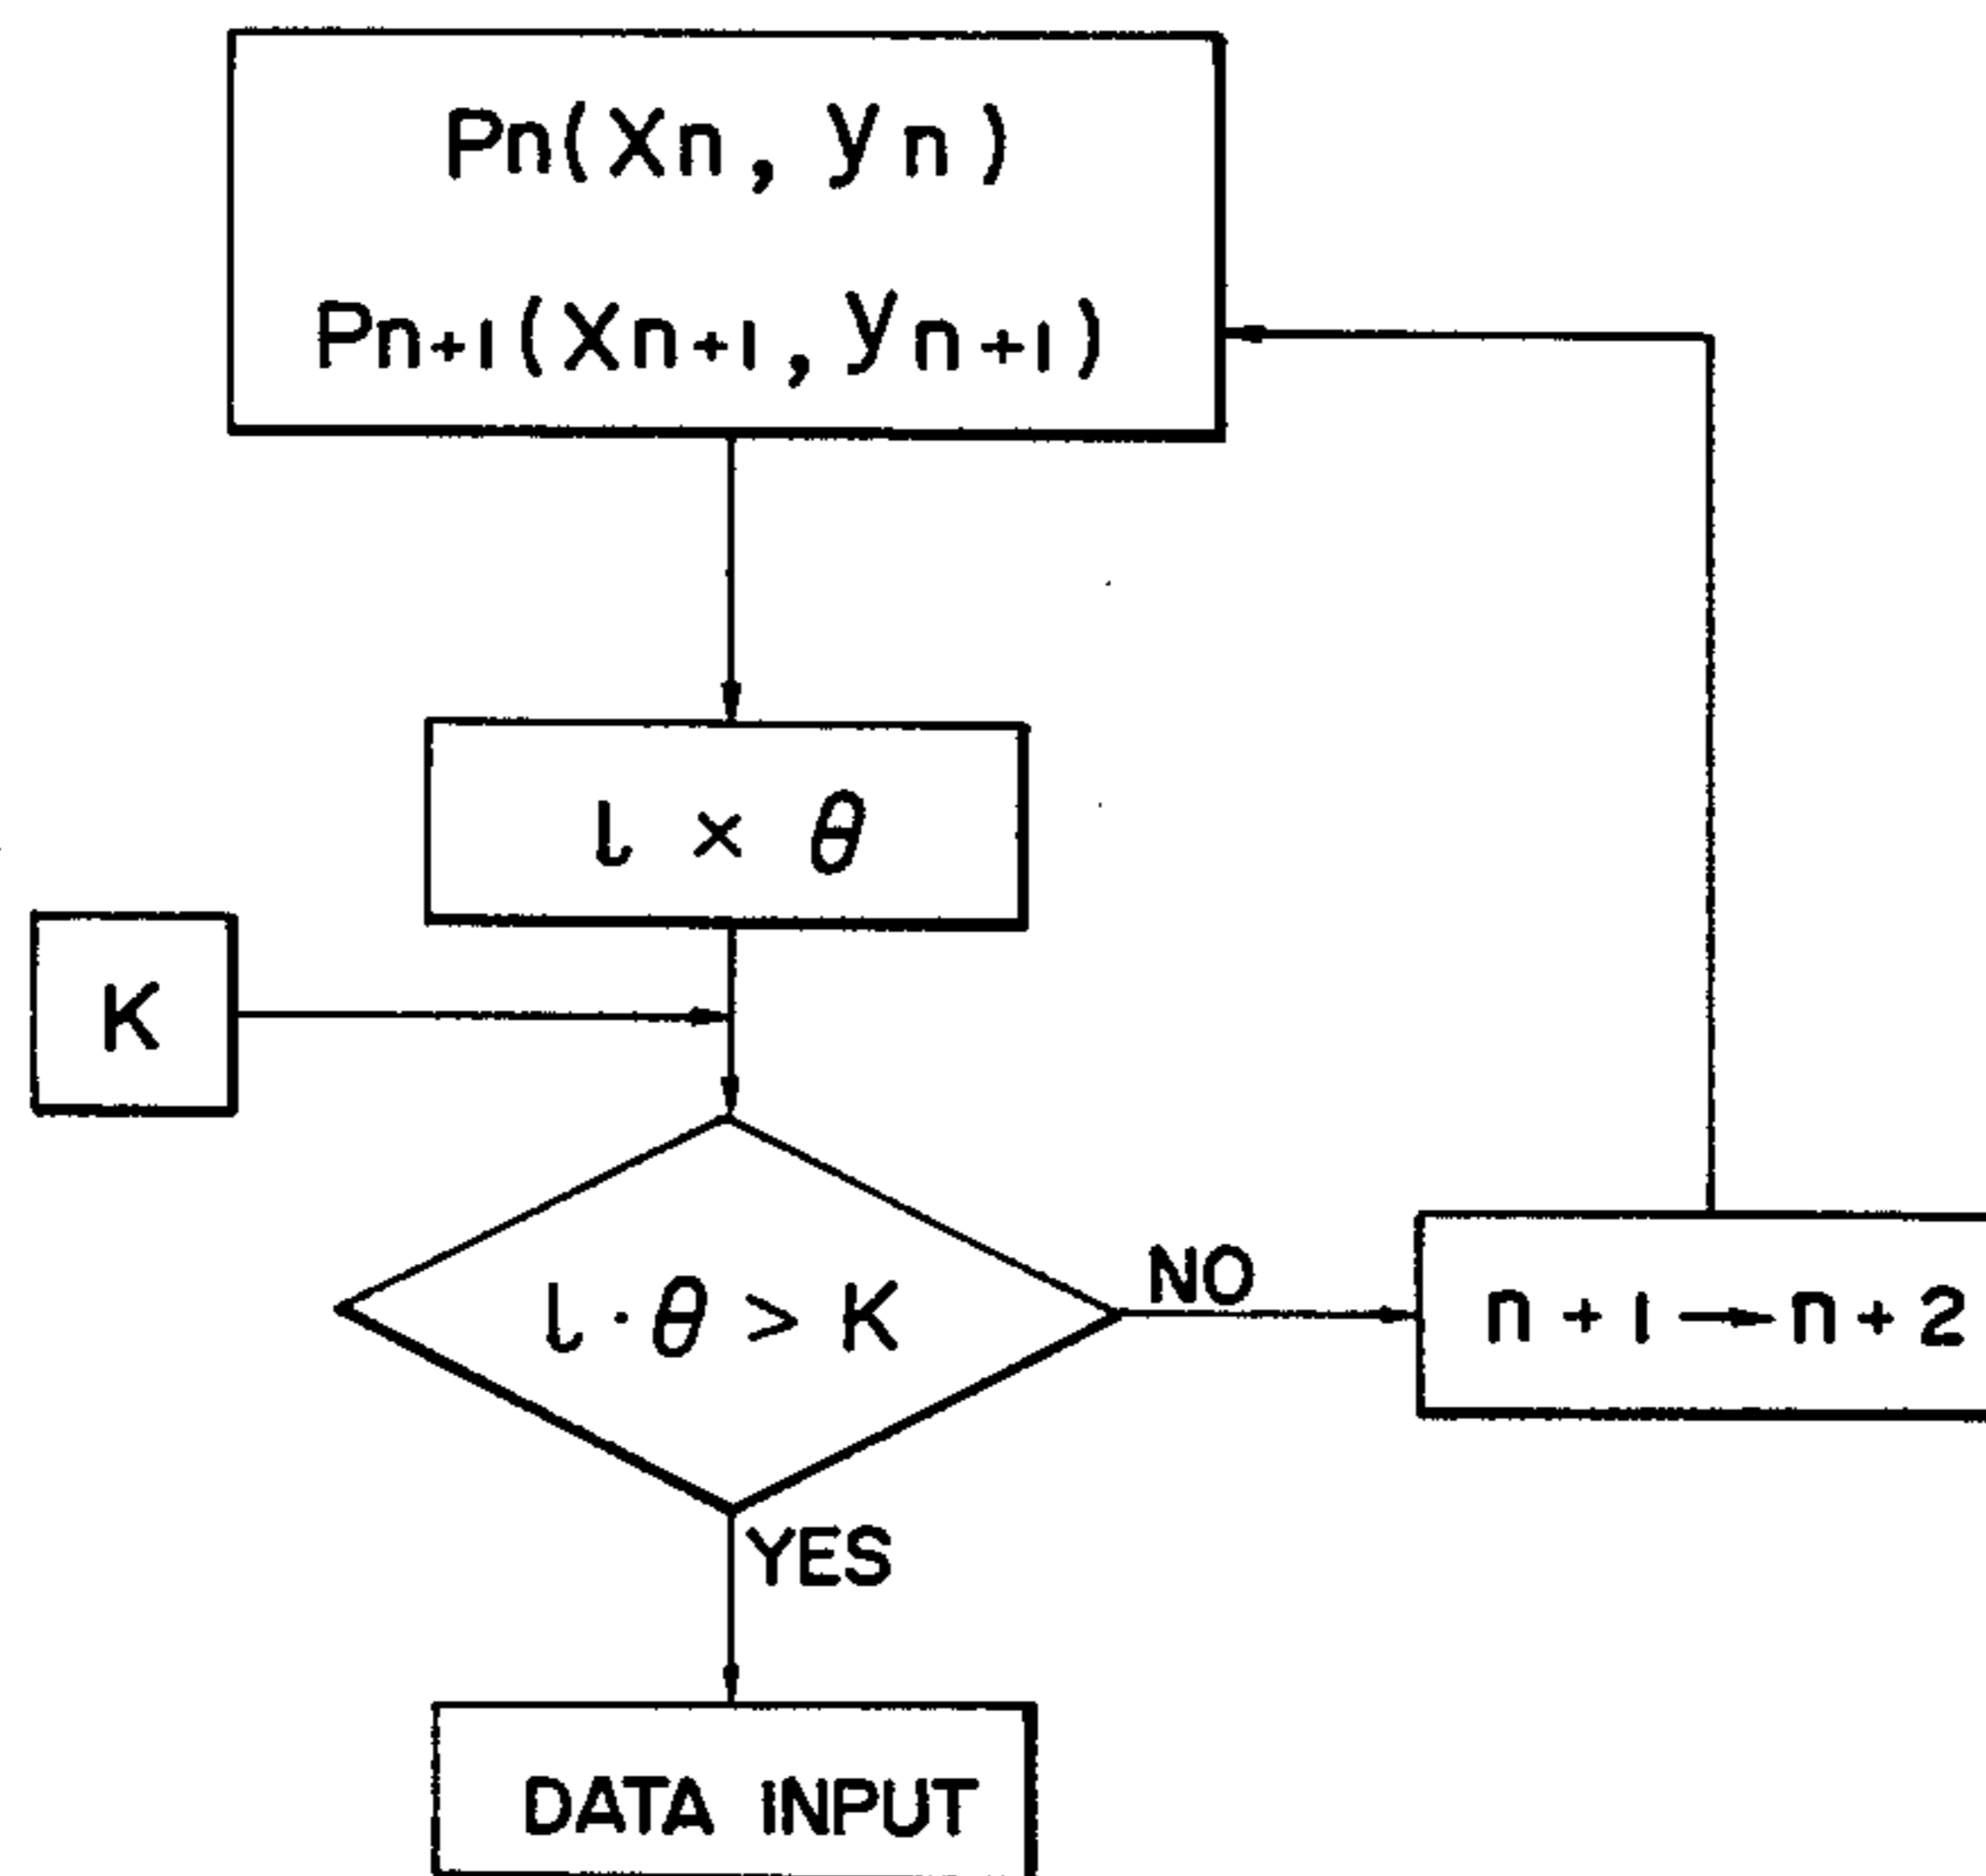 Pn(Xn, yn)
Pn+1(Xn+1, yn+1)
l × θ
K
l · θ > K
NO
n + 1 → n + 2
YES
DATA INPUT